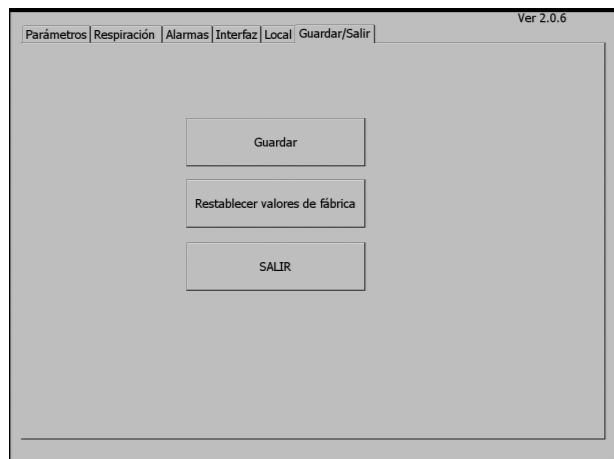 Ver 2.0.6
Parámetros Respiración Alarmas Interfaz Local Guardar/Salir
Guardar
Restablecer valores de fábrica
SALIR